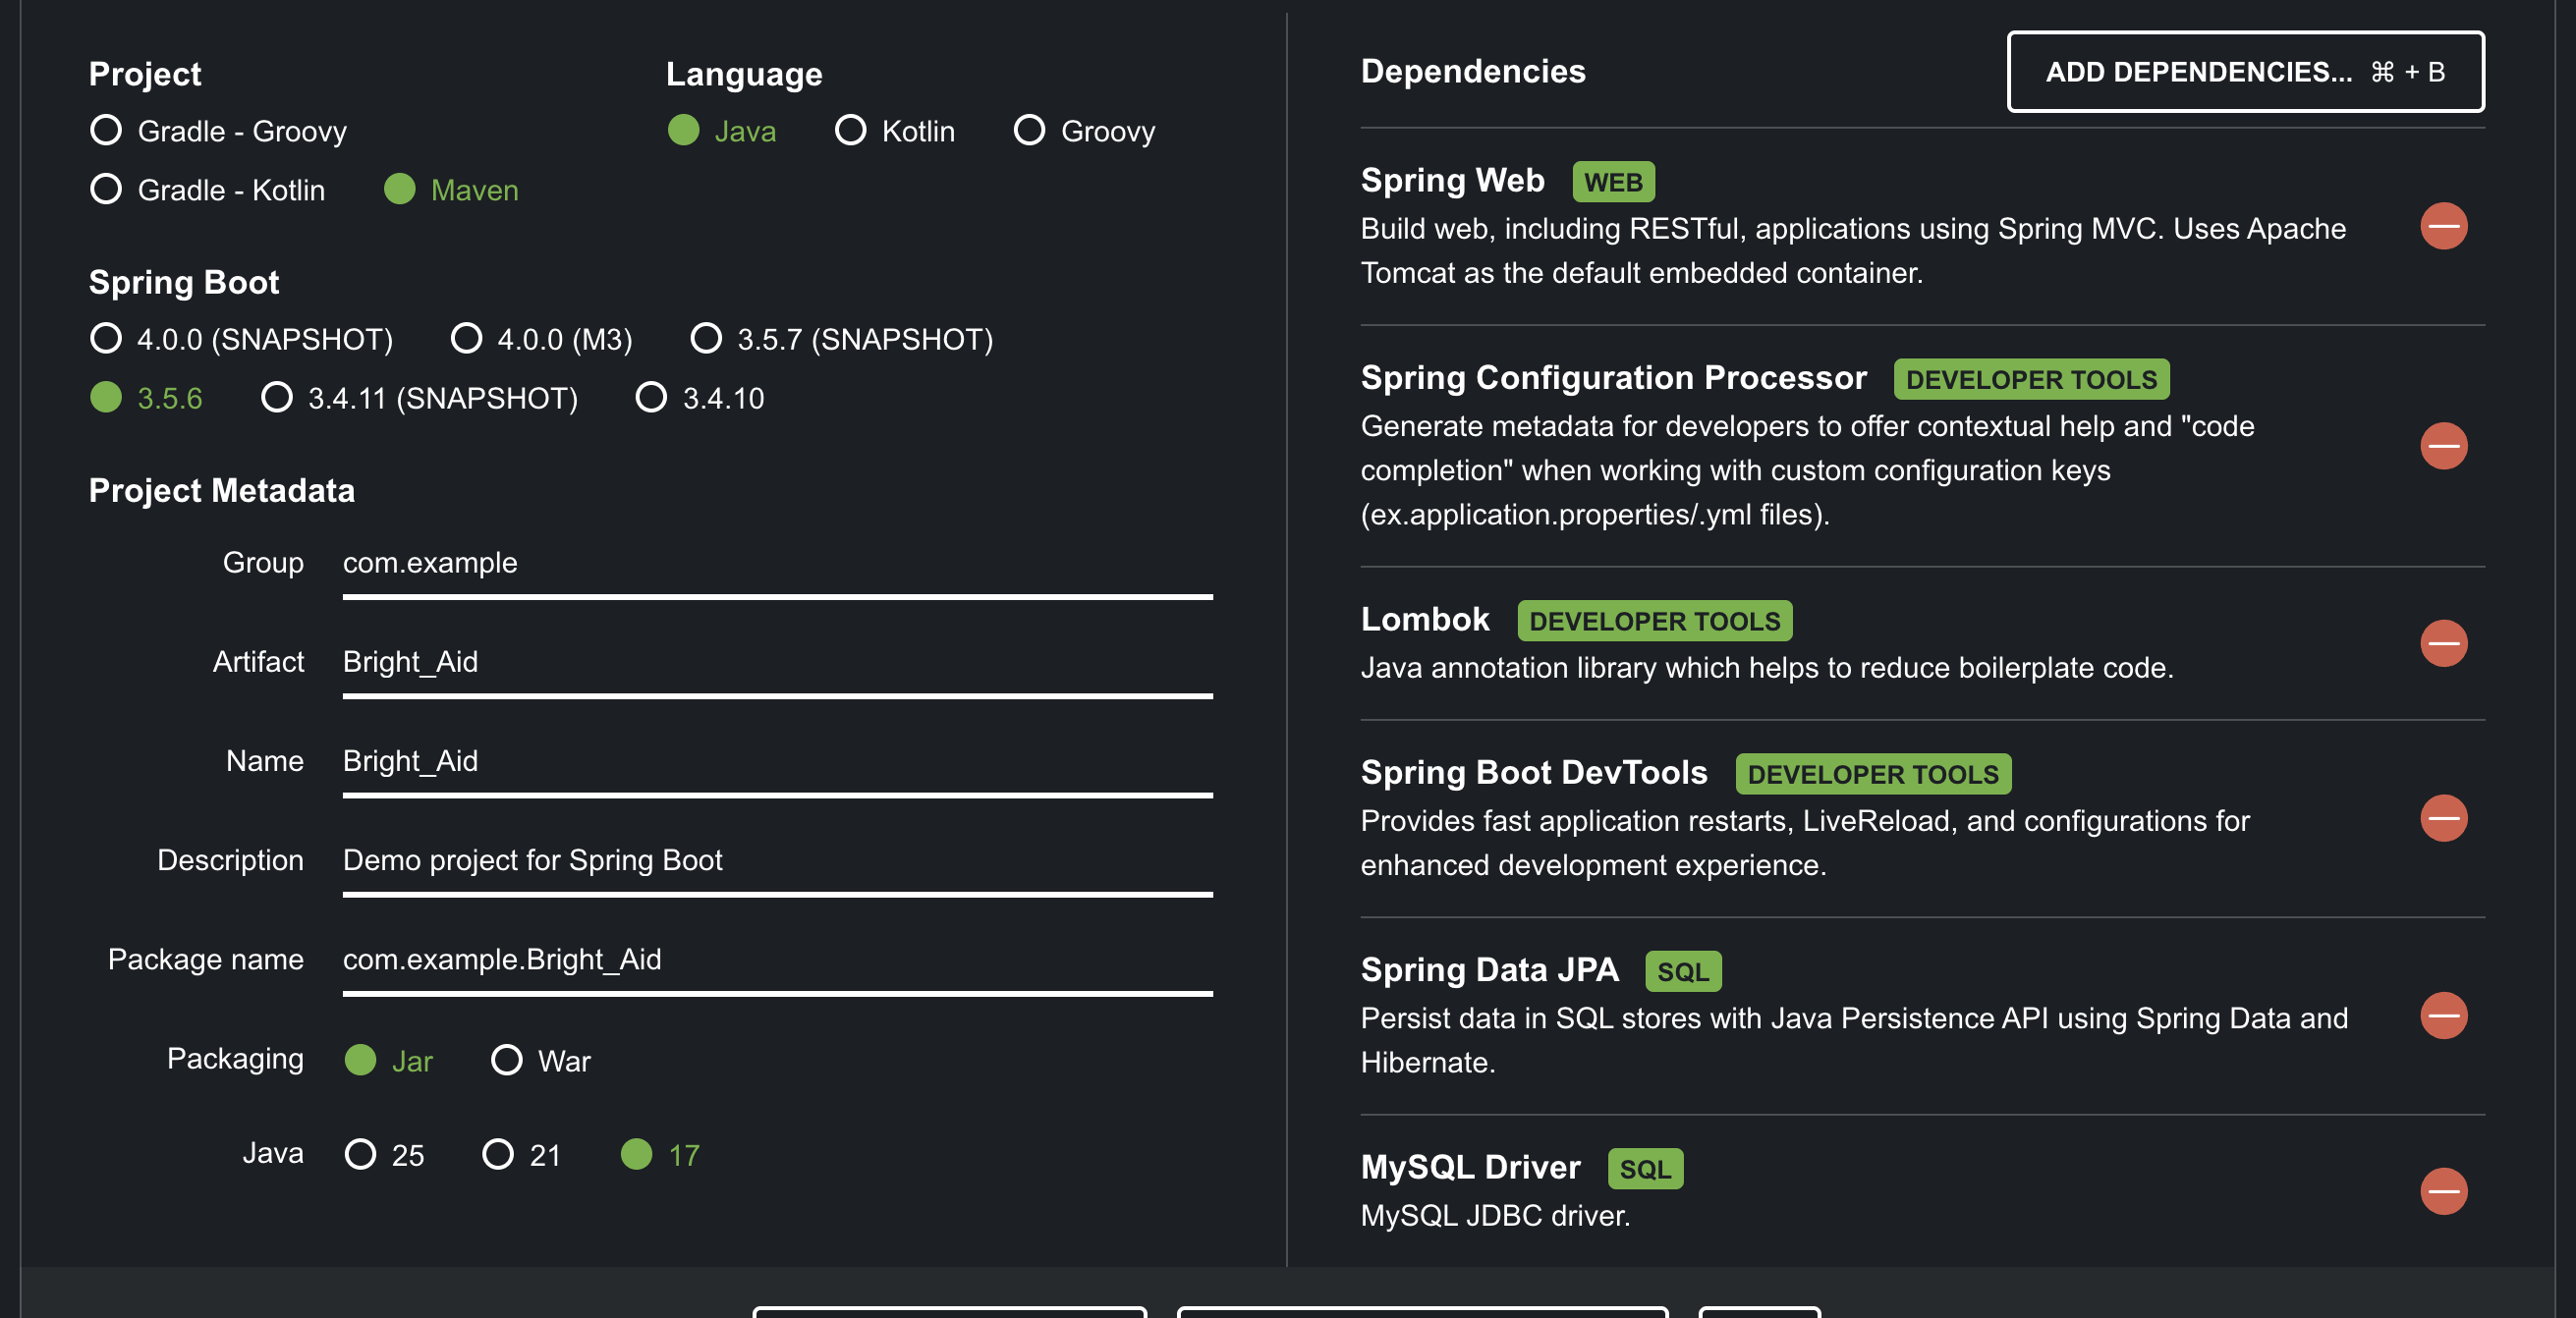 Project
Gradle - Groovy
Gradle - Kotlin Maven
Language
Java Kotlin Groovy
Spring Boot
4.0.0 (SNAPSHOT) 4.0.0 (M3) 3.5.7 (SNAPSHOT)
3.5.6 3.4.11 (SNAPSHOT) 3.4.10
Project Metadata
Group com.example
Artifact Bright_Aid
Name Bright_Aid
Description Demo project for Spring Boot
Package name com.example.Bright_Aid
Packaging Jar War
Java 25 21 17
Dependencies ADD DEPENDENCIES... ⌘ + B
Spring Web WEB
Build web, including RESTful, applications using Spring MVC. Uses Apache
Tomcat as the default embedded container.
Spring Configuration Processor DEVELOPER TOOLS
Generate metadata for developers to offer contextual help and "code
completion" when working with custom configuration keys
(ex.application.properties/.yml files).
Lombok DEVELOPER TOOLS
Java annotation library which helps to reduce boilerplate code.
Spring Boot DevTools DEVELOPER TOOLS
Provides fast application restarts, LiveReload, and configurations for
enhanced development experience.
Spring Data JPA SQL
Persist data in SQL stores with Java Persistence API using Spring Data and
Hibernate.
MySQL Driver SQL
MySQL JDBC driver.